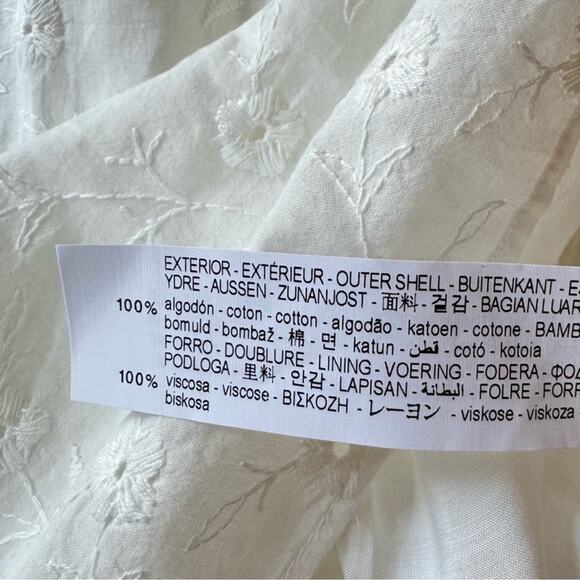 EXTERIOR - EXTÉRIEUR - OUTER SHELL - BUITENKANT - E
YDRE - AUSSEN - ZUNANJOST - 面料 - 겉감 - BAGIAN LUAR
100% algodón - coton - cotton - algodão - katoen - cotone - BAMB
bomuld - bombaž - 棉 - 면 - katun - قطن - cotó - kotoia
FORRO - DOUBLURE - LINING - VOERING - FODERA - ΦΟΔ
PODLOGA - 里料 - 안감 - LAPISAN - البطانة - FOLRE - FORR
100% viscosa - viscose - ΒΙΣΚΟΖΗ - レーヨン - viskose - viskoza
biskosa